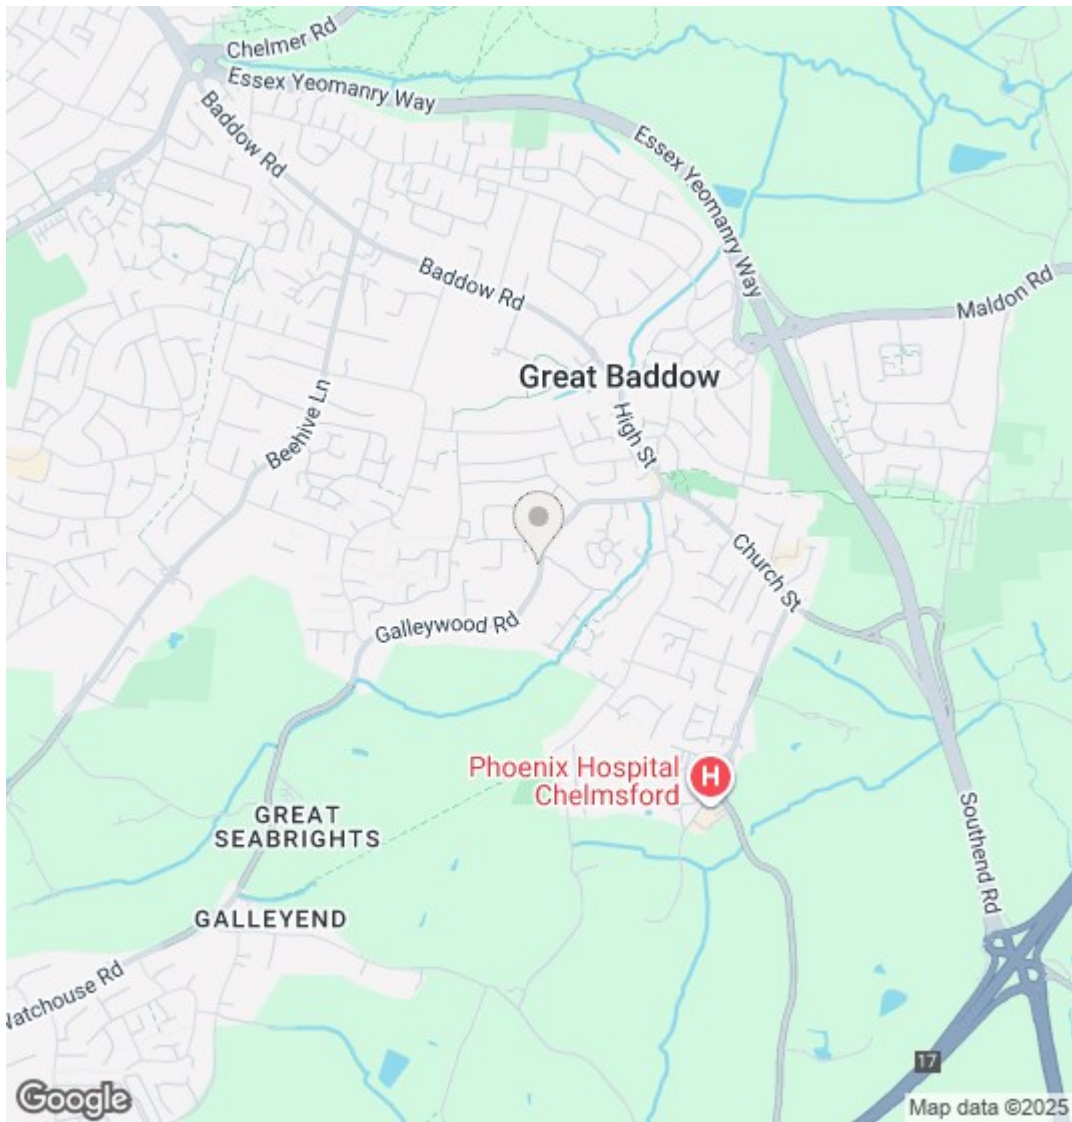 Chelmer Rd
Essex Yeomanry Way
Baddow Rd
Essex Yeomanry Way
Baddow Rd
Maldon Rd
Great Baddow
High St
Beehive Ln
Church St
Galleywood Rd
Phoenix Hospital
Chelmsford
H
GREAT
SEABRIGHTS
Southend Rd
GALLEYEND
Watchouse Rd
17
Google
Map data ©2025